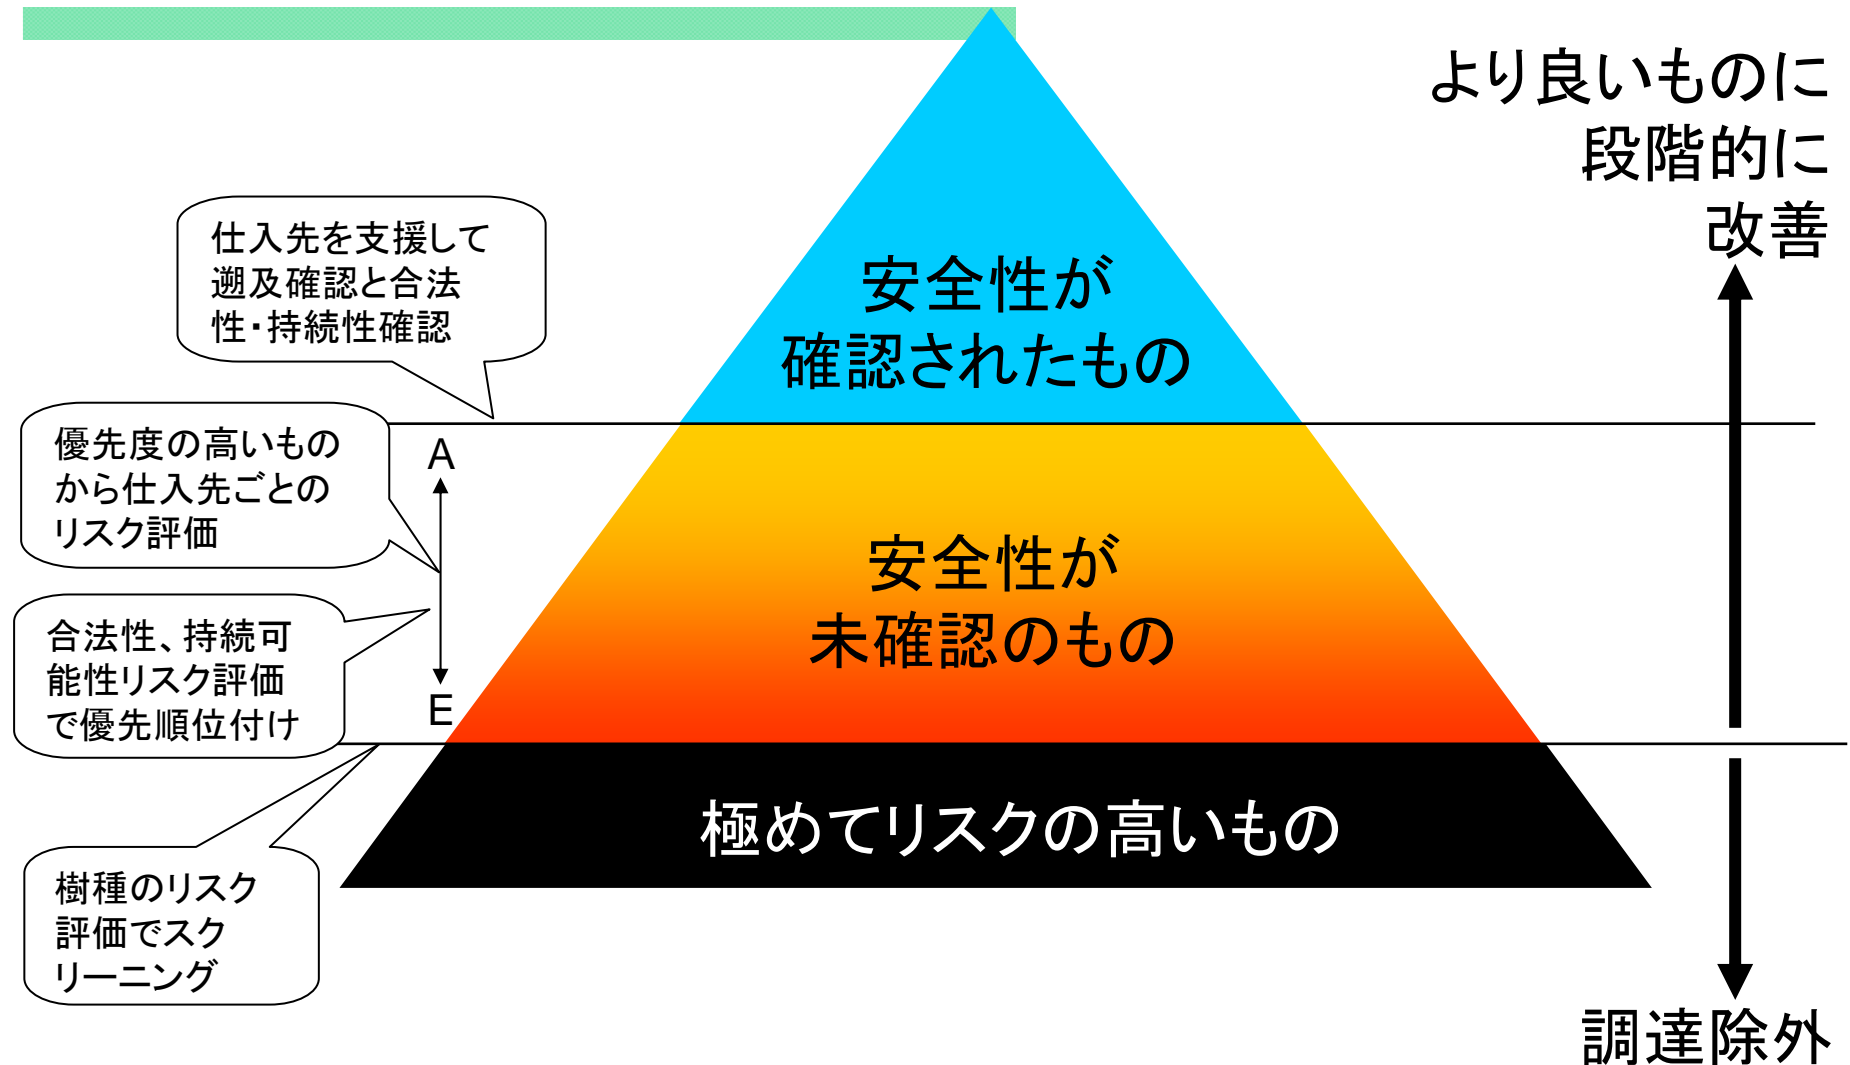 より良いものに
段階的に
改善
仕入先を支援して
遡及確認と合法
性・持続性確認
安全性が
確認されたもの
優先度の高いもの
から仕入先ごとの
リスク評価
A
安全性が
未確認のもの
合法性、持続可
能性リスク評価
で優先順位付け
E
極めてリスクの高いもの
樹種のリスク
評価でスク
リーニング
調達除外